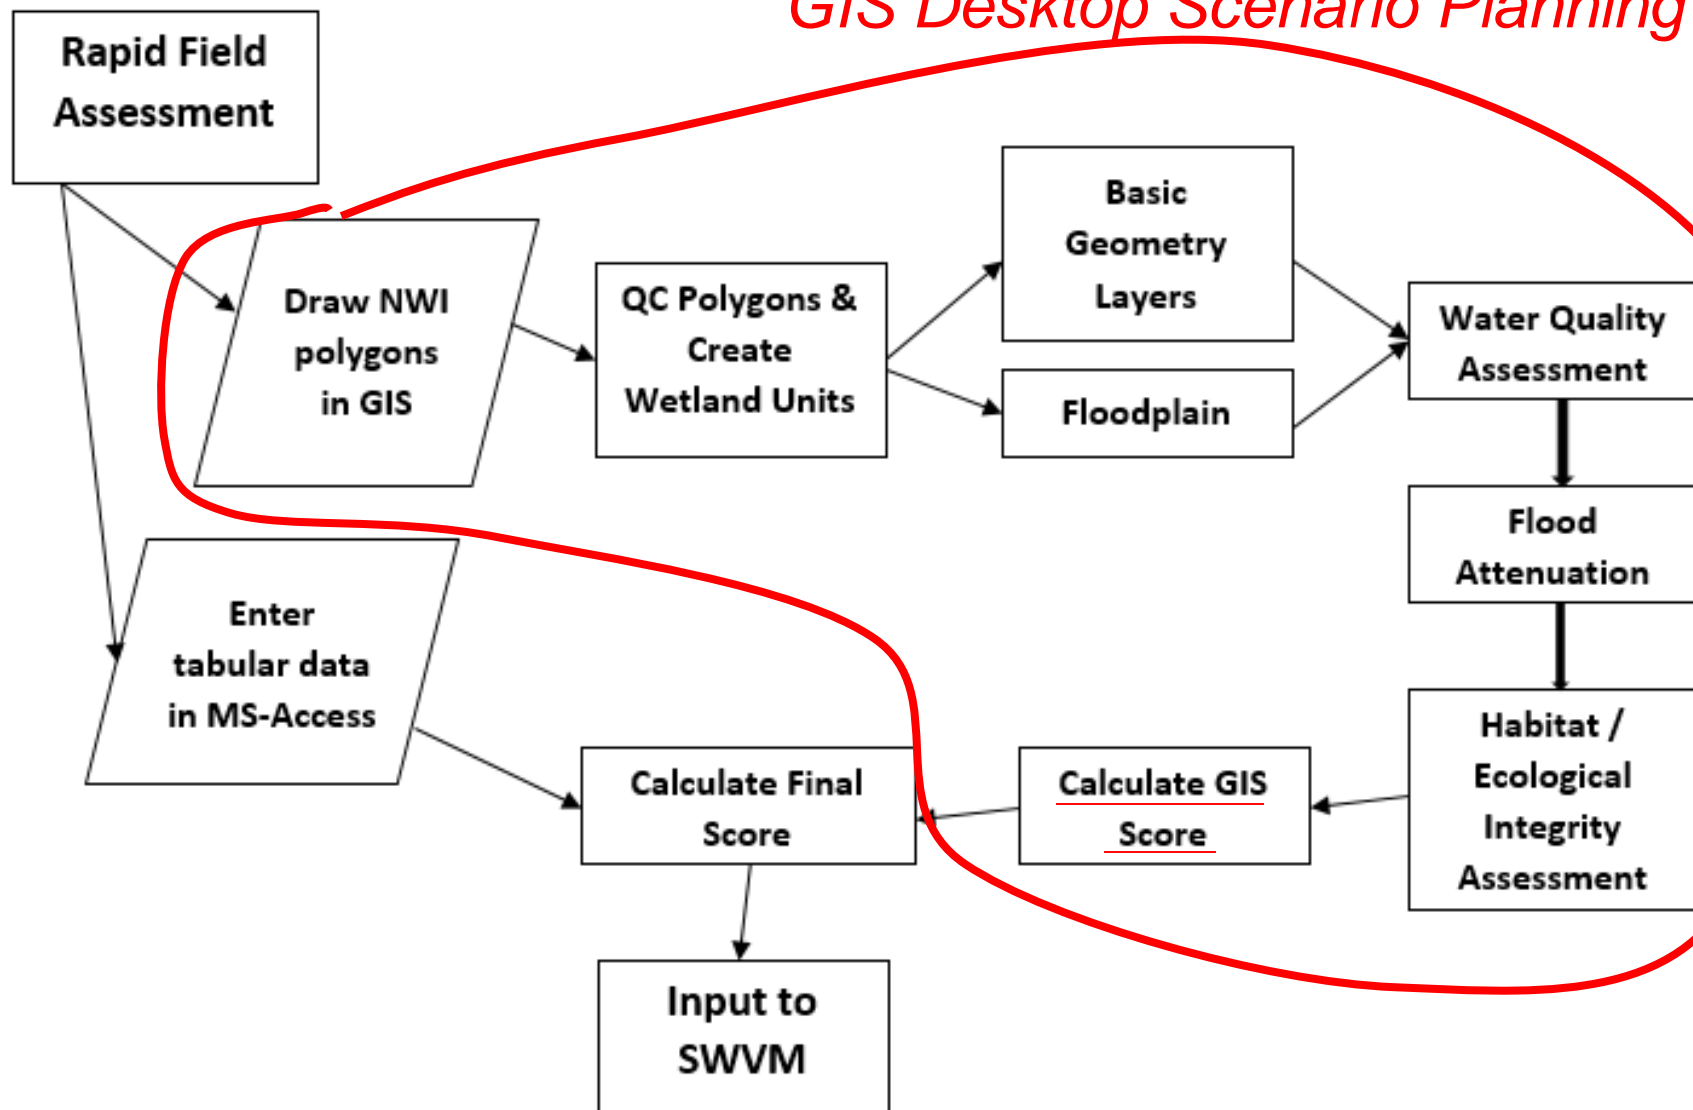 GIS Desktop Scenario Planning
Rapid Field
Assessment
Draw NWI
polygons
in GIS
QC Polygons &
Create
Wetland Units
Basic
Geometry
Layers
Floodplain
Water Quality
Assessment
Flood
Attenuation
Habitat /
Ecological
Integrity
Assessment
Calculate GIS
Score
Enter
tabular data
in MS-Access
Calculate Final
Score
Input to
SWVM